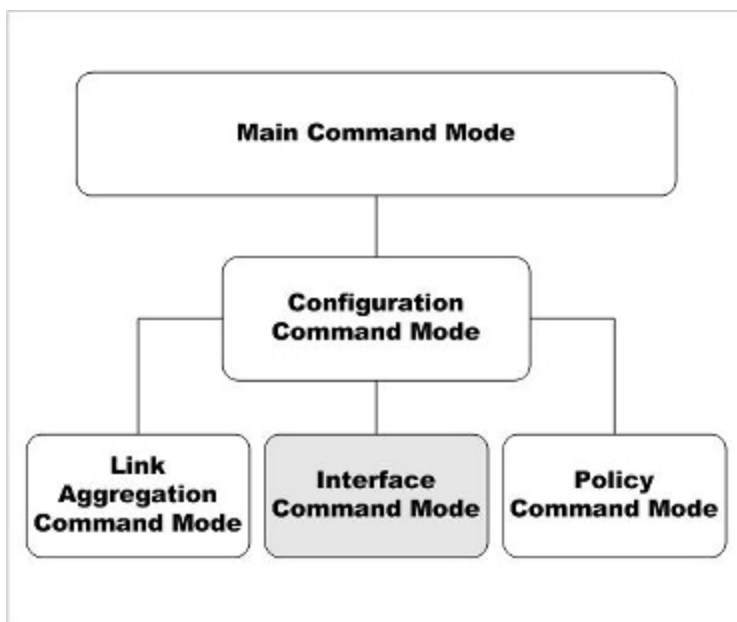 Main Command Mode
Configuration
Command Mode
Link
Aggregation
Command Mode
Interface
Command Mode
Policy
Command Mode